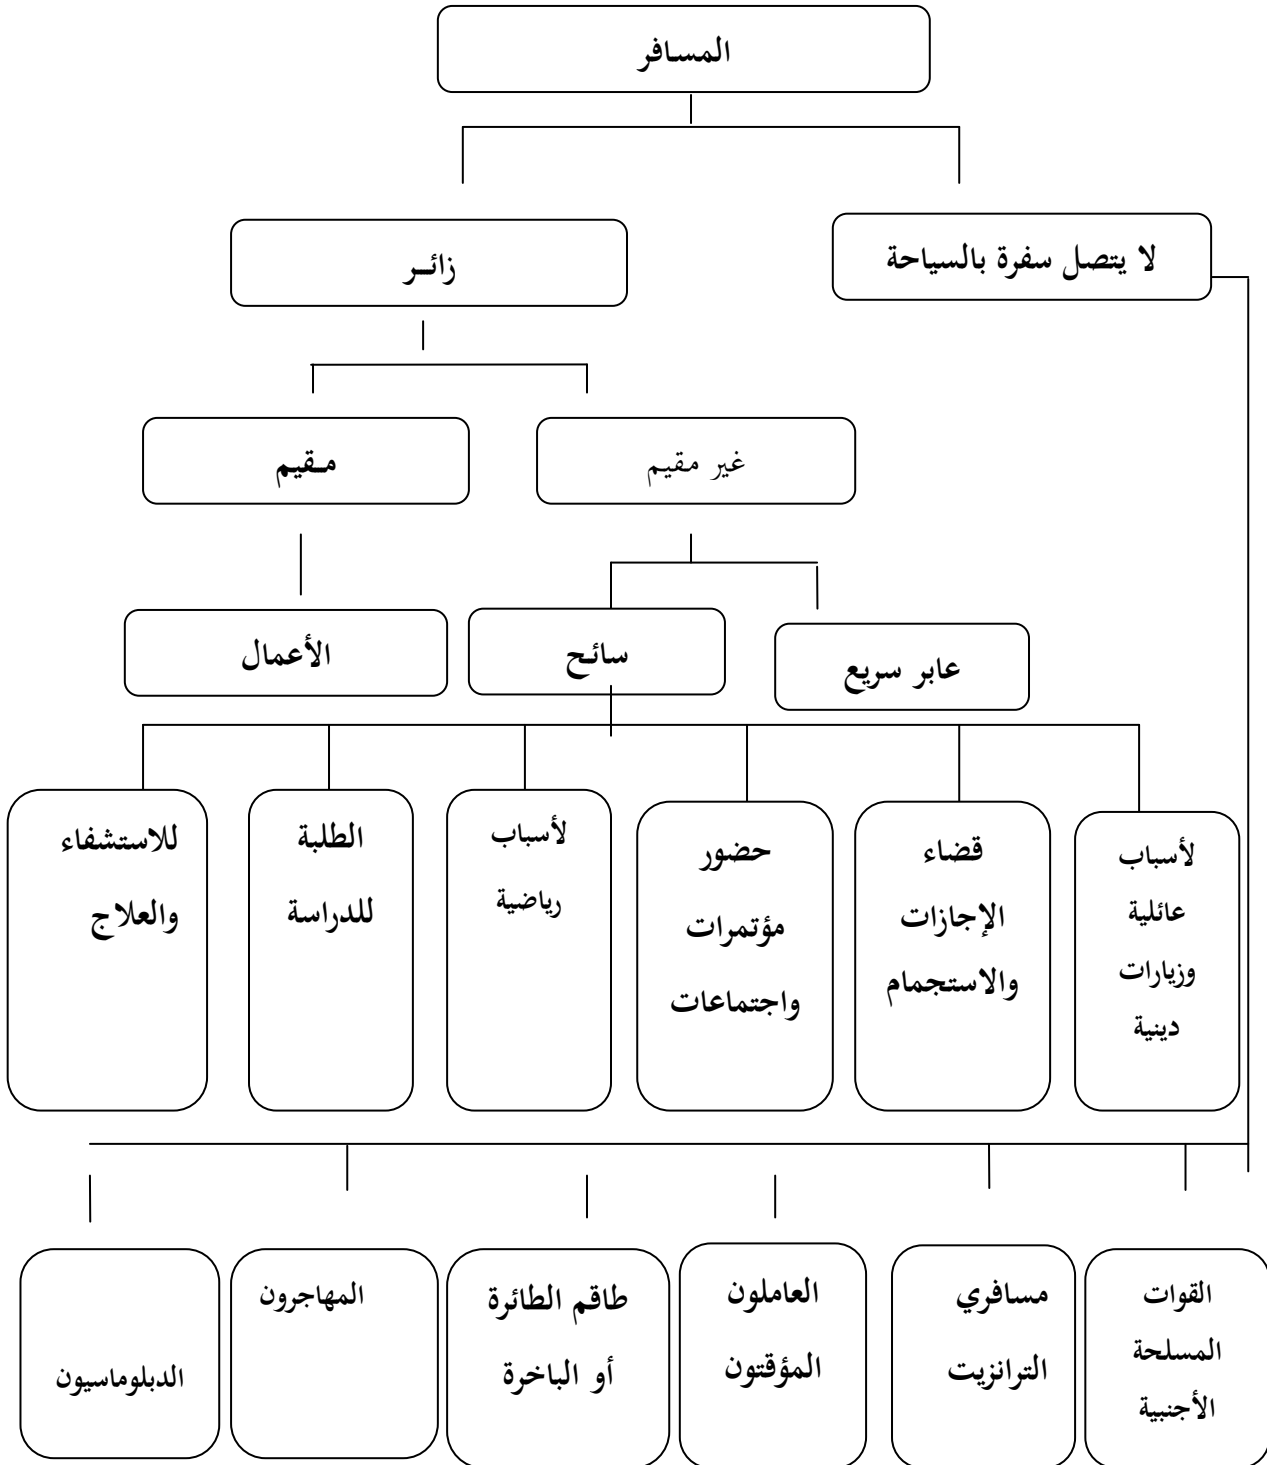 المسافر
لا يتصل سفرة بالسياحة
زائـر
غير مقيم
مـقيم
عابر سريع
سائح
الأعمال
لأسباب
عائلية
وزيارات
دينية
قضاء
الإجازات
والاستجمام
حضور
مؤتمرات
واجتماعات
لأسباب
رياضية
الطلبة
للدراسة
للاستشفاء
والعلاج
القوات
المسلحة
الأجنبية
مسافري
الترانزيت
العاملون
المؤقتون
طاقم الطائرة
أو الباخرة
المهاجرون
الدبلوماسيون